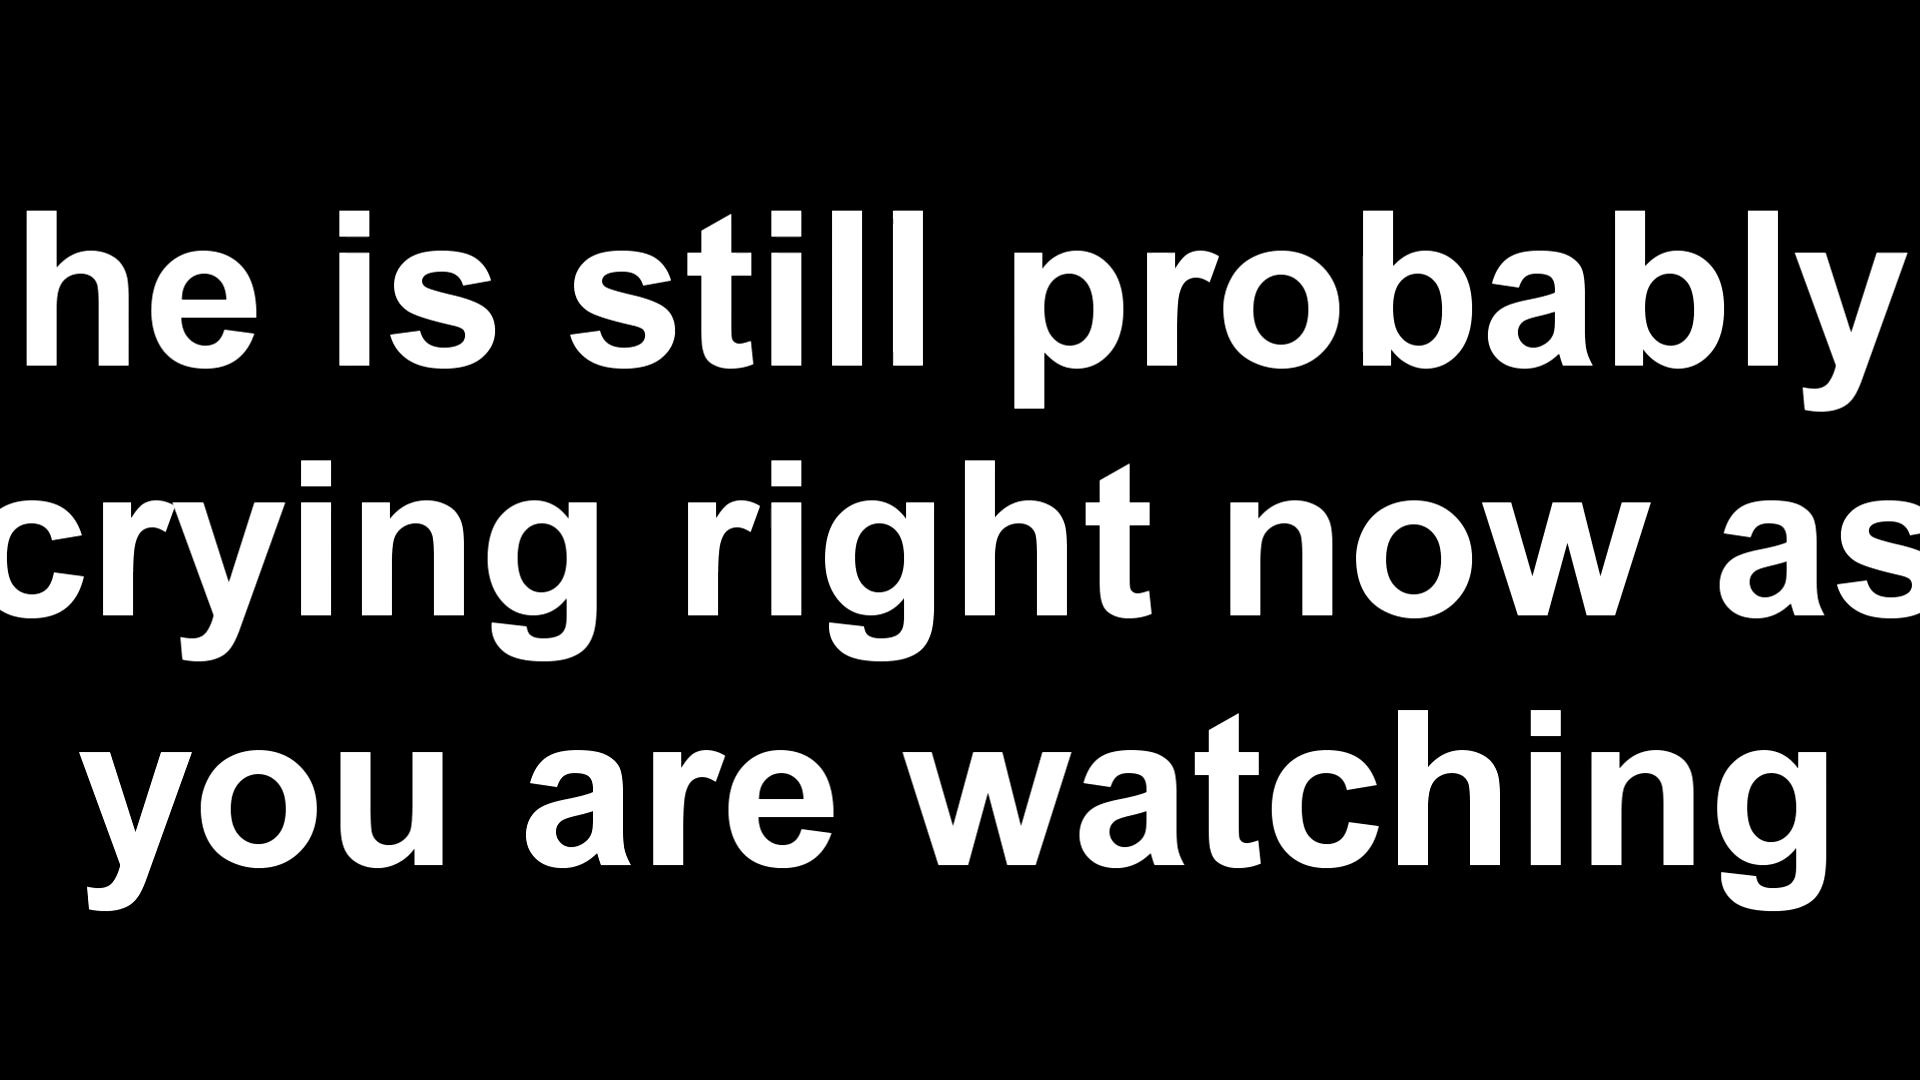 he is still probably
crying right now as
you are watching